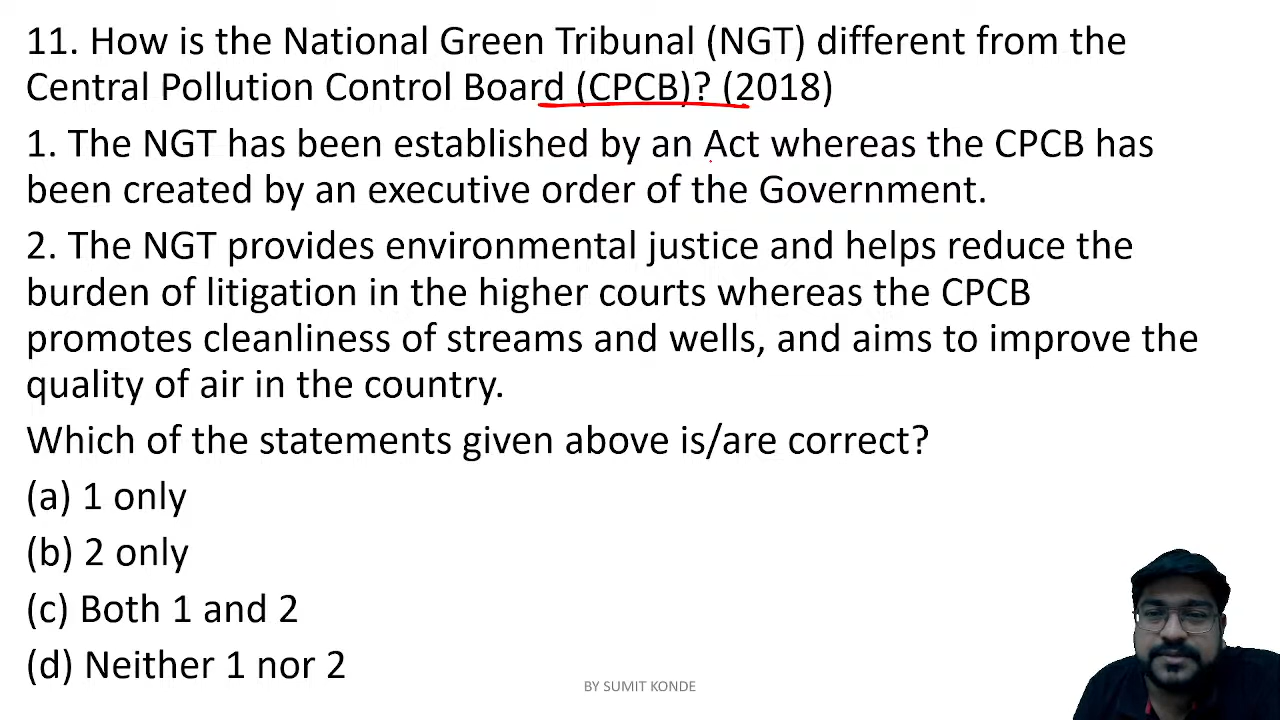 11. How is the National Green Tribunal (NGT) different from the
Central Pollution Control Board (CPCB)? (2018)
1. The NGT has been established by an Act whereas the CPCB has
been created by an executive order of the Government.
2. The NGT provides environmental justice and helps reduce the
burden of litigation in the higher courts whereas the CPCB
promotes cleanliness of streams and wells, and aims to improve the
quality of air in the country.
Which of the statements given above is/are correct?
(a) 1 only
(b) 2 only
(c) Both 1 and 2
(d) Neither 1 nor 2
BY SUMIT KONDE